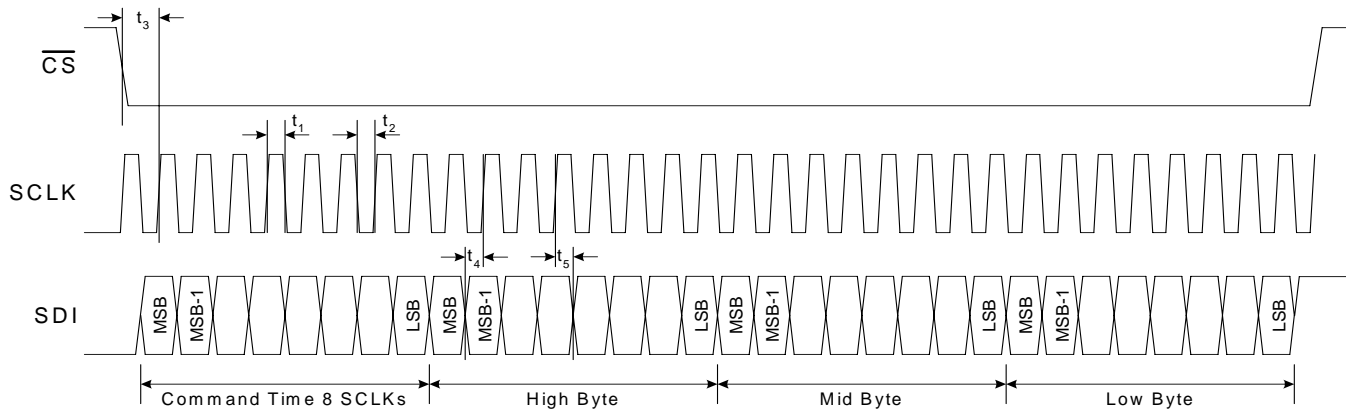 t3
CS
t1
t2
SCLK
t4
t5
SDI
MSB
MSB-1
LSB
MSB
MSB-1
LSB
MSB
MSB-1
LSB
MSB
MSB-1
LSB
Command Time 8 SCLKs
High Byte
Mid Byte
Low Byte